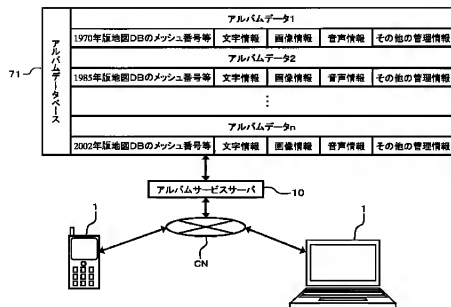 アルバムデータベース
71
アルバムデータ1
1970年版地図DBのメッシュ番号等 文字情報 画像情報 音声情報 その他の管理情報
アルバムデータ2
1985年版地図DBのメッシュ番号等 文字情報 画像情報 音声情報 その他の管理情報
⋮
アルバムデータn
2002年版地図DBのメッシュ番号等 文字情報 画像情報 音声情報 その他の管理情報
アルバムサービスサーバ
10
1
1
CN